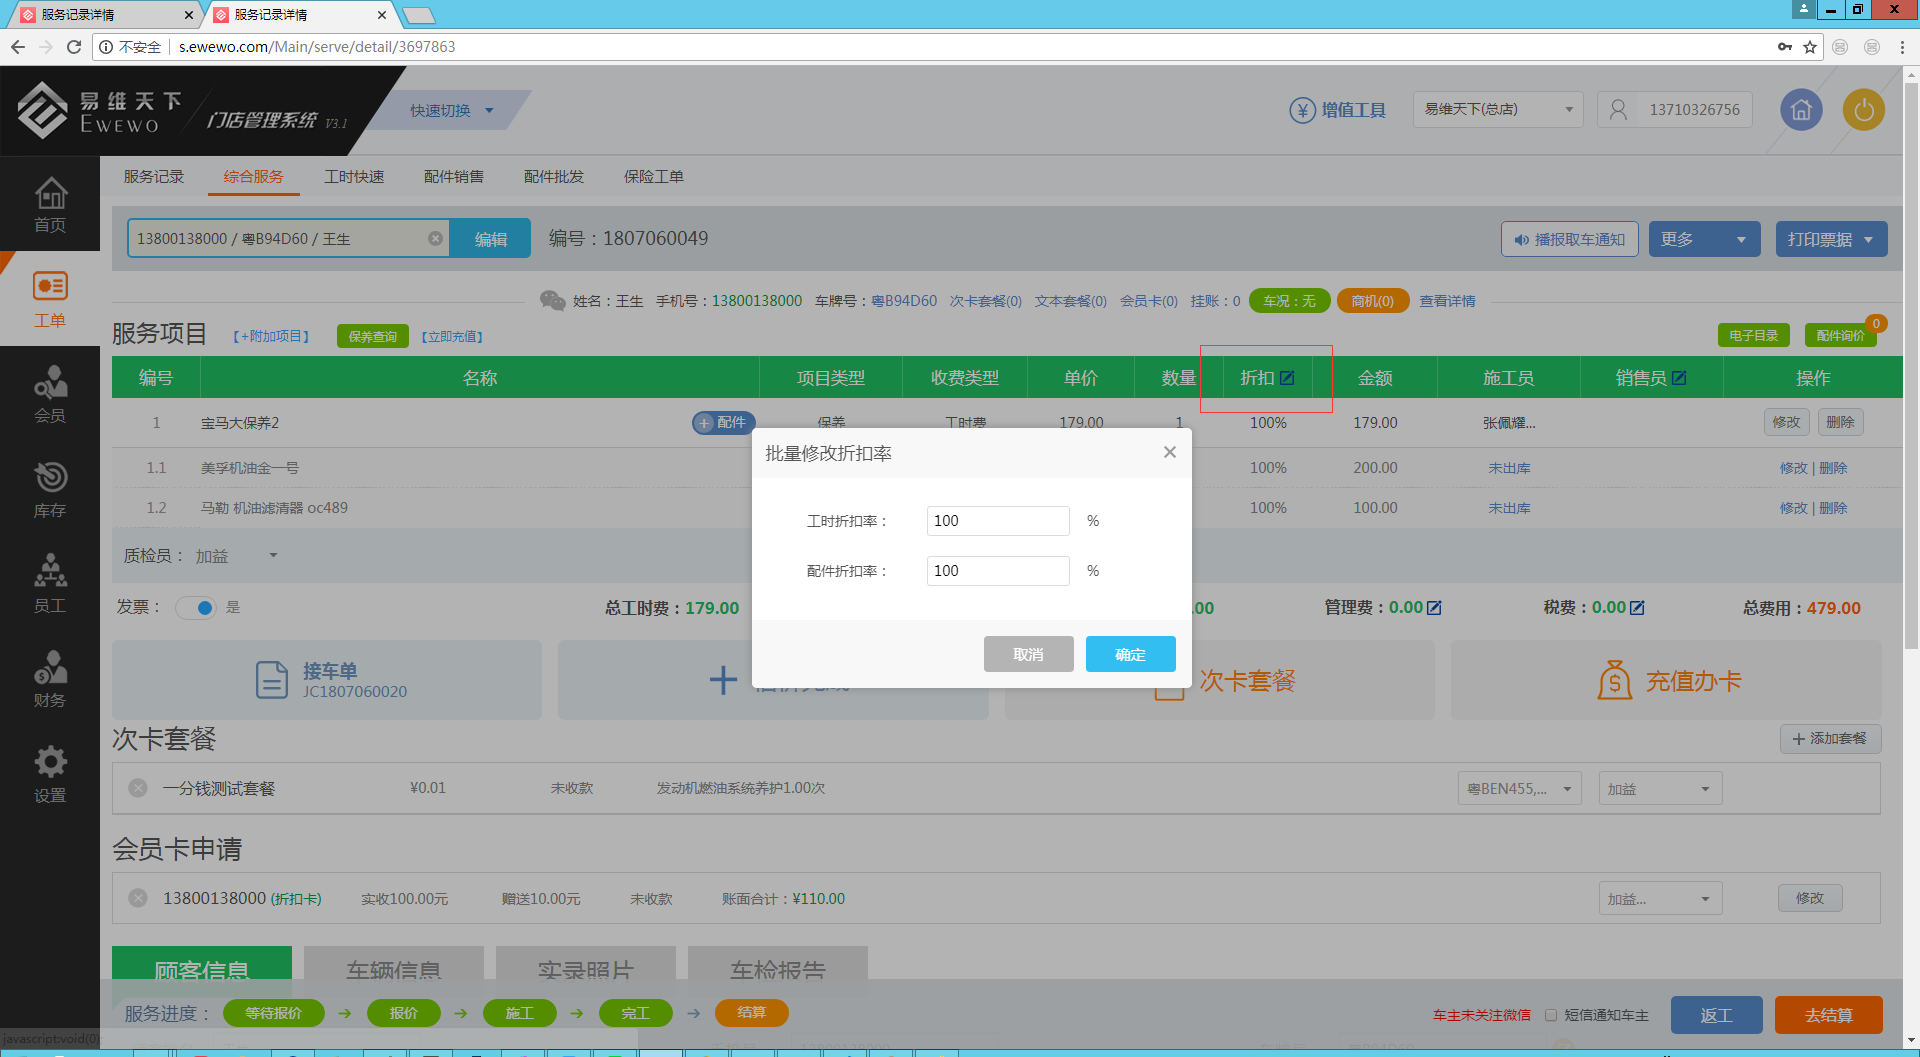 服务记录详情
服务记录详情
不安全 s.ewewo.com/Main/serve/detail/3697863
易维天下
EWEWO
门店管理系统 V3.1
快速切换
增值工具
易维天下(总店)
13710326756
首页
工单
会员
库存
员工
财务
设置
服务记录 综合服务 工时快速 配件销售 配件批发 保险工单
13800138000 / 粤B94D60 / 王生 编辑 编号：1807060049 播报取车通知 更多 打印票据
姓名：王生 手机号：13800138000 车牌号：粤B94D60 次卡套餐(0) 文本套餐(0) 会员卡(0) 挂账：0 车况：无 商机(0) 查看详情
服务项目 【+附加项目】 保养查询 【立即充值】 电子目录 配件询价 0
编号 名称 项目类型 收费类型 单价 数量 折扣 金额 施工员 销售员 操作
1 宝马大保养2 配件 保养 工时费 179.00 1 100% 179.00 张佩耀... 修改 删除
1.1 美孚机油金一号 100% 200.00 未出库 修改 | 删除
1.2 马勒 机油滤清器 oc489 100% 100.00 未出库 修改 | 删除
批量修改折扣率
工时折扣率： 100 %
配件折扣率： 100 %
取消 确定
质检员： 加益
发票： 是 总工时费：179.00 .00 管理费：0.00 税费：0.00 总费用：479.00
接车单
JC1807060020
次卡套餐
充值办卡
次卡套餐 添加套餐
一分钱测试套餐 ¥0.01 未收款 发动机燃油系统养护1.00次 粤BEN455,... 加益
会员卡申请
13800138000 (折扣卡) 实收100.00元 赠送10.00元 未收款 账面合计：¥110.00 加益... 修改
顾客信息 车辆信息 实录照片 车检报告
服务进度： 等待报价 报价 施工 完工 结算 车主未关注微信 短信通知车主 返工 去结算
javascript:void(0);